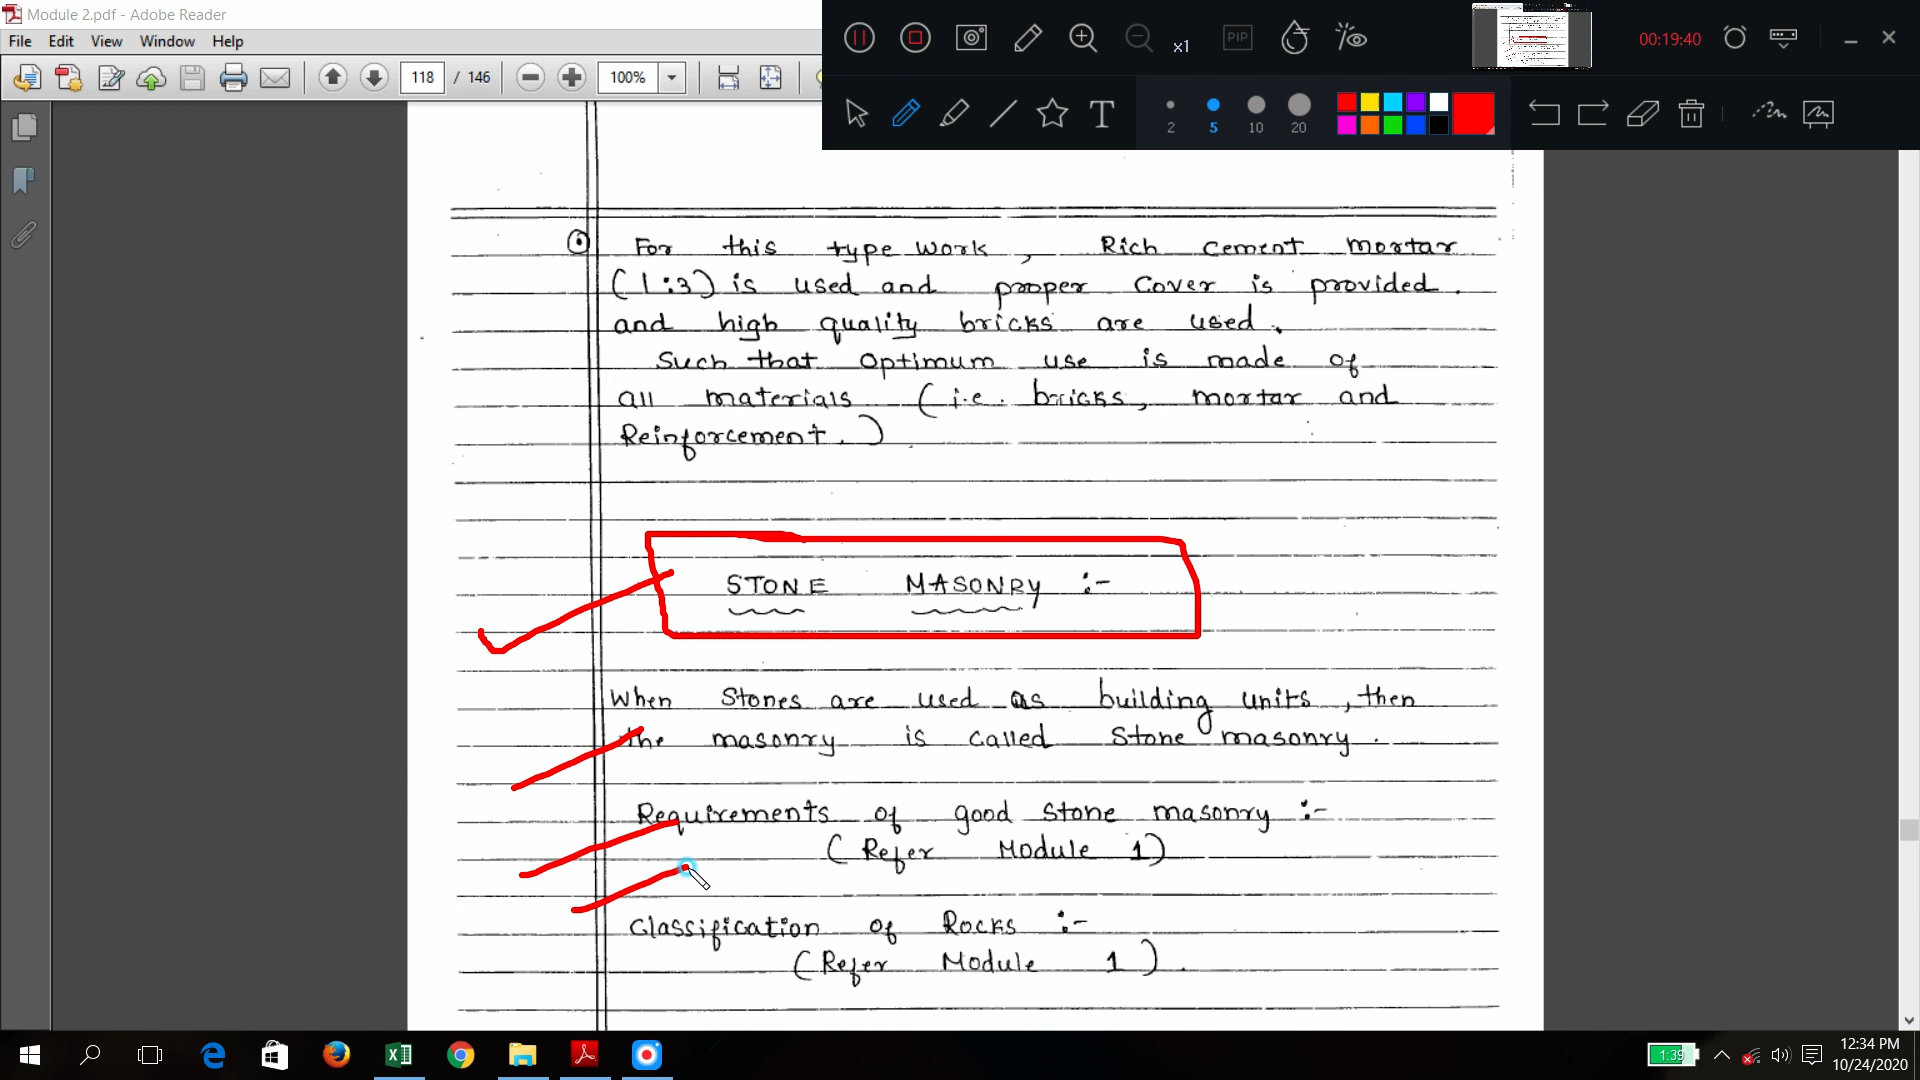 Module 2.pdf - Adobe Reader
File Edit View Window Help
118 / 146 100%
x1 PIP 00:19:40
T 2 5 10 20
For this type work, Rich cement mortar
(1:3) is used and proper cover is provided.
and high quality bricks are used.
Such that optimum use is made of
all materials (i.e. bricks, mortar and
Reinforcement.)
STONE MASONRY :-
When Stones are used as building units, then
the masonry is called Stone masonry.
Requirements of good Stone masonry :-
(Refer Module 1)
Classification of Rocks :-
(Refer Module 1).
1:39
12:34 PM
10/24/2020